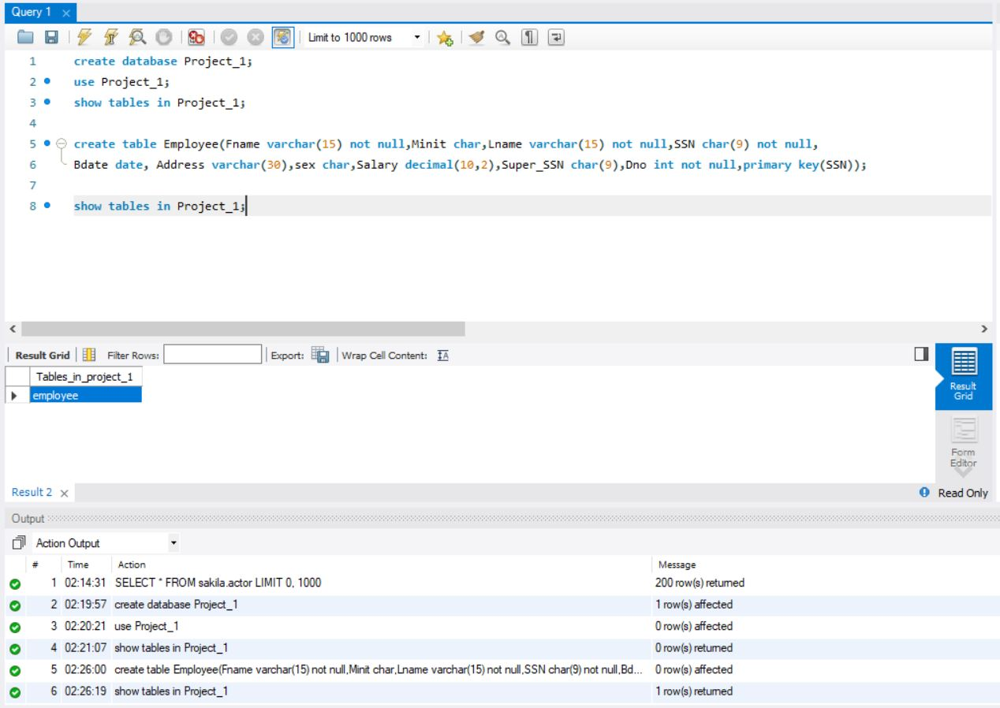 Query 1
Limit to 1000 rows
1 create database Project_1;
2 use Project_1;
3 show tables in Project_1;
4
5 create table Employee(Fname varchar(15) not null,Minit char,Lname varchar(15) not null,SSN char(9) not null,
6 Bdate date, Address varchar(30),sex char,Salary decimal(10,2),Super_SSN char(9),Dno int not null,primary key(SSN));
7
8 show tables in Project_1;
Result Grid Filter Rows: Export: Wrap Cell Content: IA
Tables_in_project_1
employee
Result
Grid
Form
Editor
Result 2
Read Only
Output
Action Output
# Time Action Message
1 02:14:31 SELECT * FROM sakila.actor LIMIT 0, 1000 200 row(s) returned
2 02:19:57 create database Project_1 1 row(s) affected
3 02:20:21 use Project_1 0 row(s) affected
4 02:21:07 show tables in Project_1 0 row(s) returned
5 02:26:00 create table Employee(Fname varchar(15) not null,Minit char,Lname varchar(15) not null,SSN char(9) not null,Bd... 0 row(s) affected
6 02:26:19 show tables in Project_1 1 row(s) returned